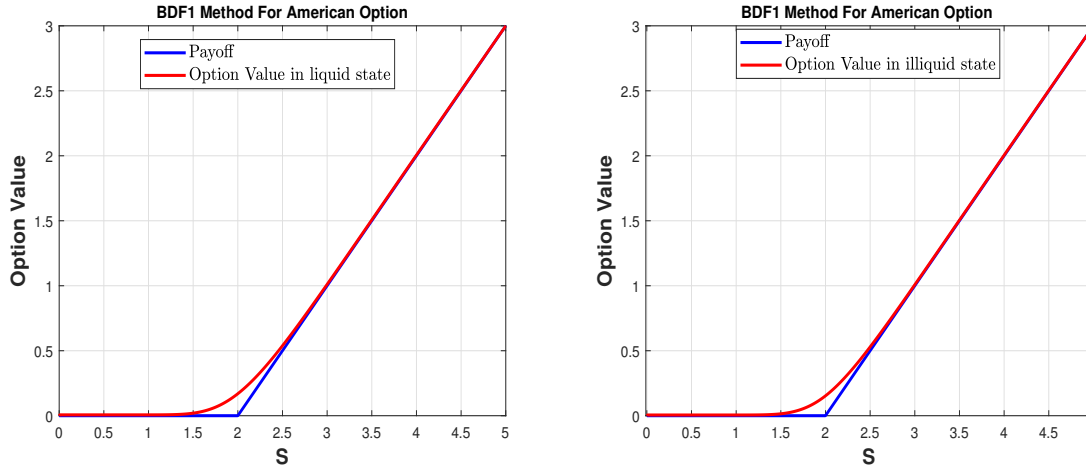 BDF1 Method For American Option
3
2.5
2
1.5
1
0.5
0
Option Value
Payoff
Option Value in liquid state
0 0.5 1 1.5 2 2.5 3 3.5 4 4.5 5
S
BDF1 Method For American Option
3
2.5
2
1.5
1
0.5
0
Option Value
Payoff
Option Value in illiquid state
0 0.5 1 1.5 2 2.5 3 3.5 4 4.5
S